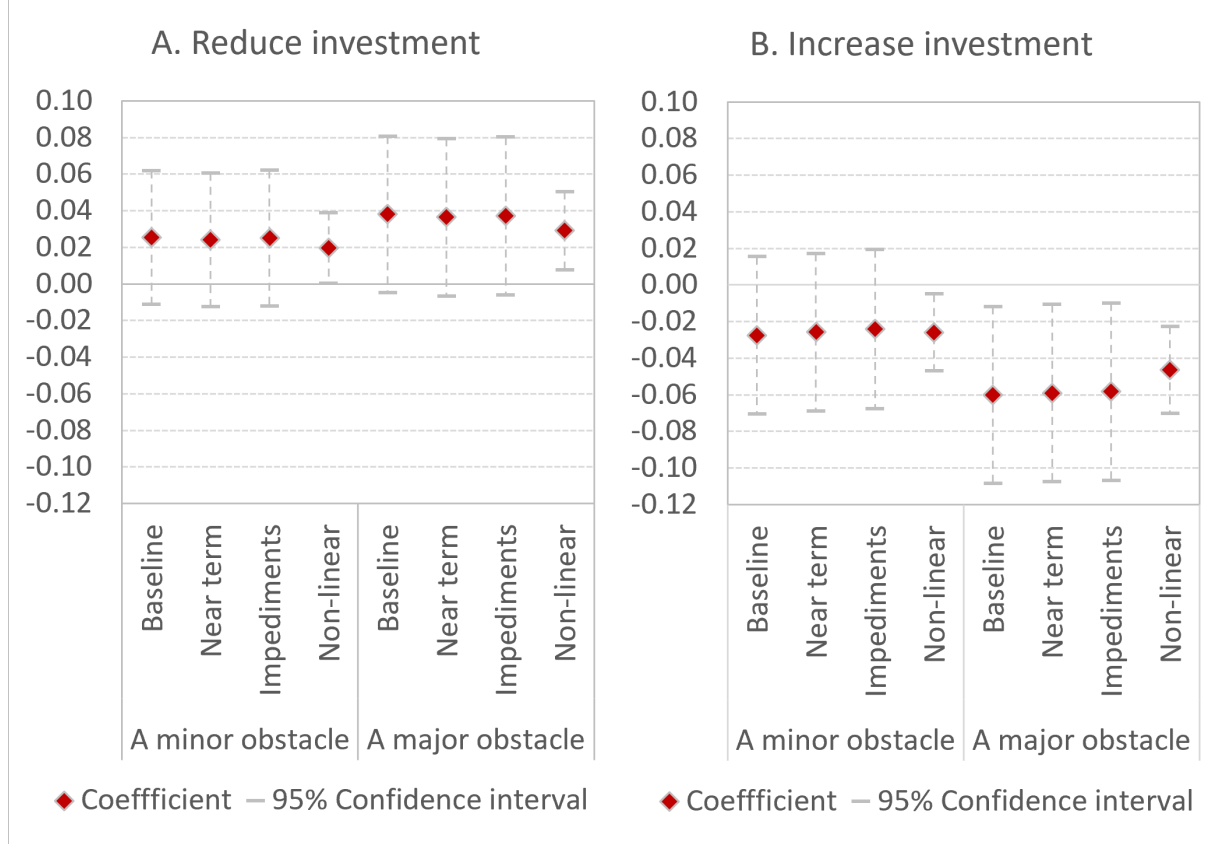 A. Reduce investment
0.10
0.08
0.06
0.04
0.02
0.00
-0.02
-0.04
-0.06
-0.08
-0.10
-0.12
Baseline
Near term
Impediments
Non-linear
Baseline
Near term
Impediments
Non-linear
A minor obstacle
A major obstacle
Coeffficient
95% Confidence interval
B. Increase investment
0.10
0.08
0.06
0.04
0.02
0.00
-0.02
-0.04
-0.06
-0.08
-0.10
-0.12
Baseline
Near term
Impediments
Non-linear
Baseline
Near term
Impediments
Non-linear
A minor obstacle
A major obstacle
Coeffficient
95% Confidence interval